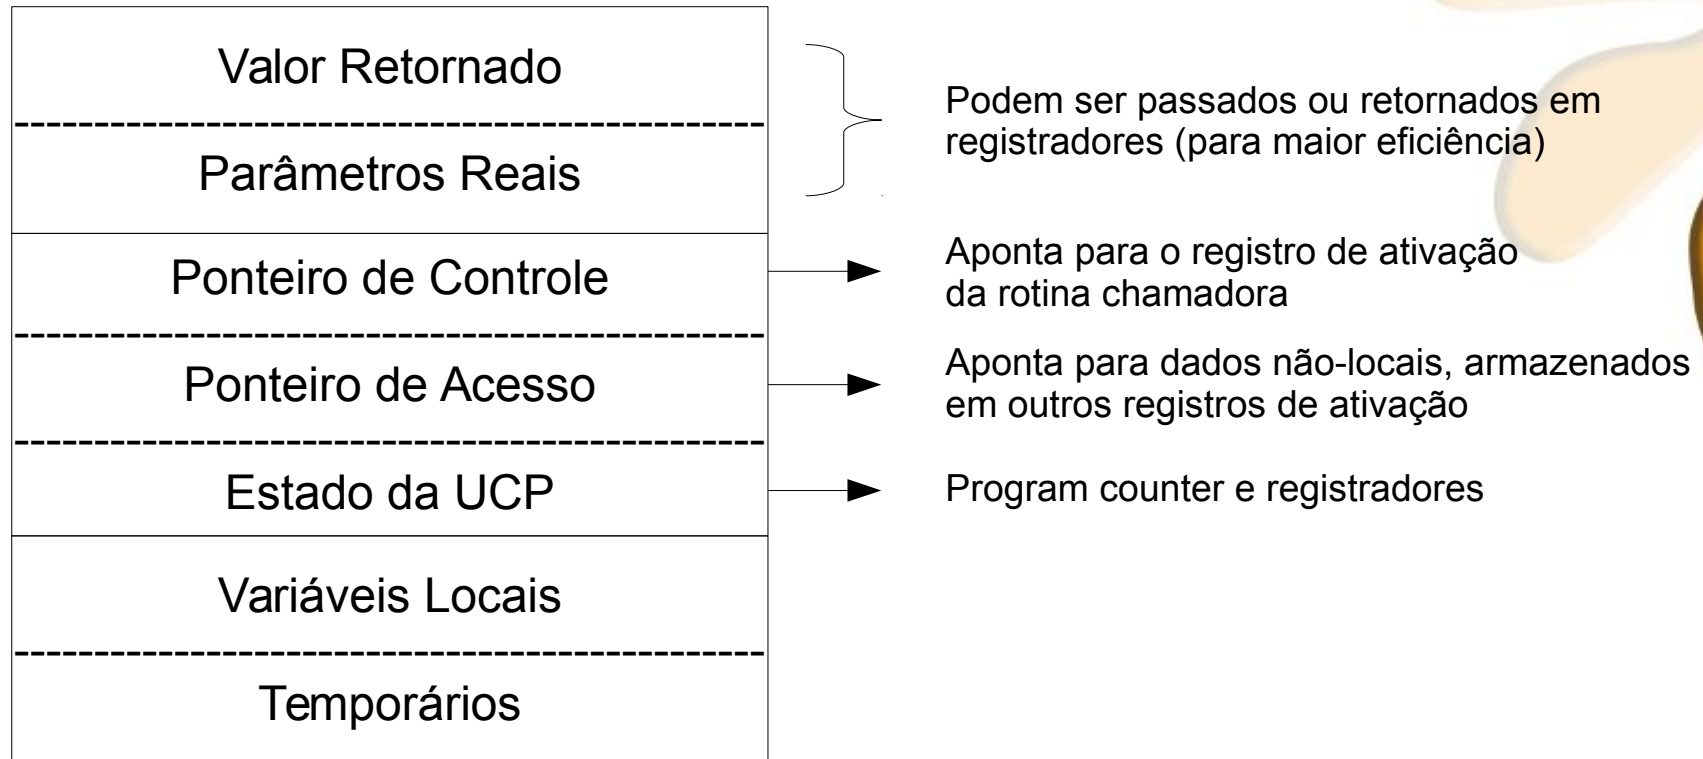 Valor Retornado
Parâmetros Reais
Podem ser passados ou retornados em
registradores (para maior eficiência)
Ponteiro de Controle
Aponta para o registro de ativação
da rotina chamadora
Ponteiro de Acesso
Aponta para dados não-locais, armazenados
em outros registros de ativação
Estado da UCP
Program counter e registradores
Variáveis Locais
Temporários